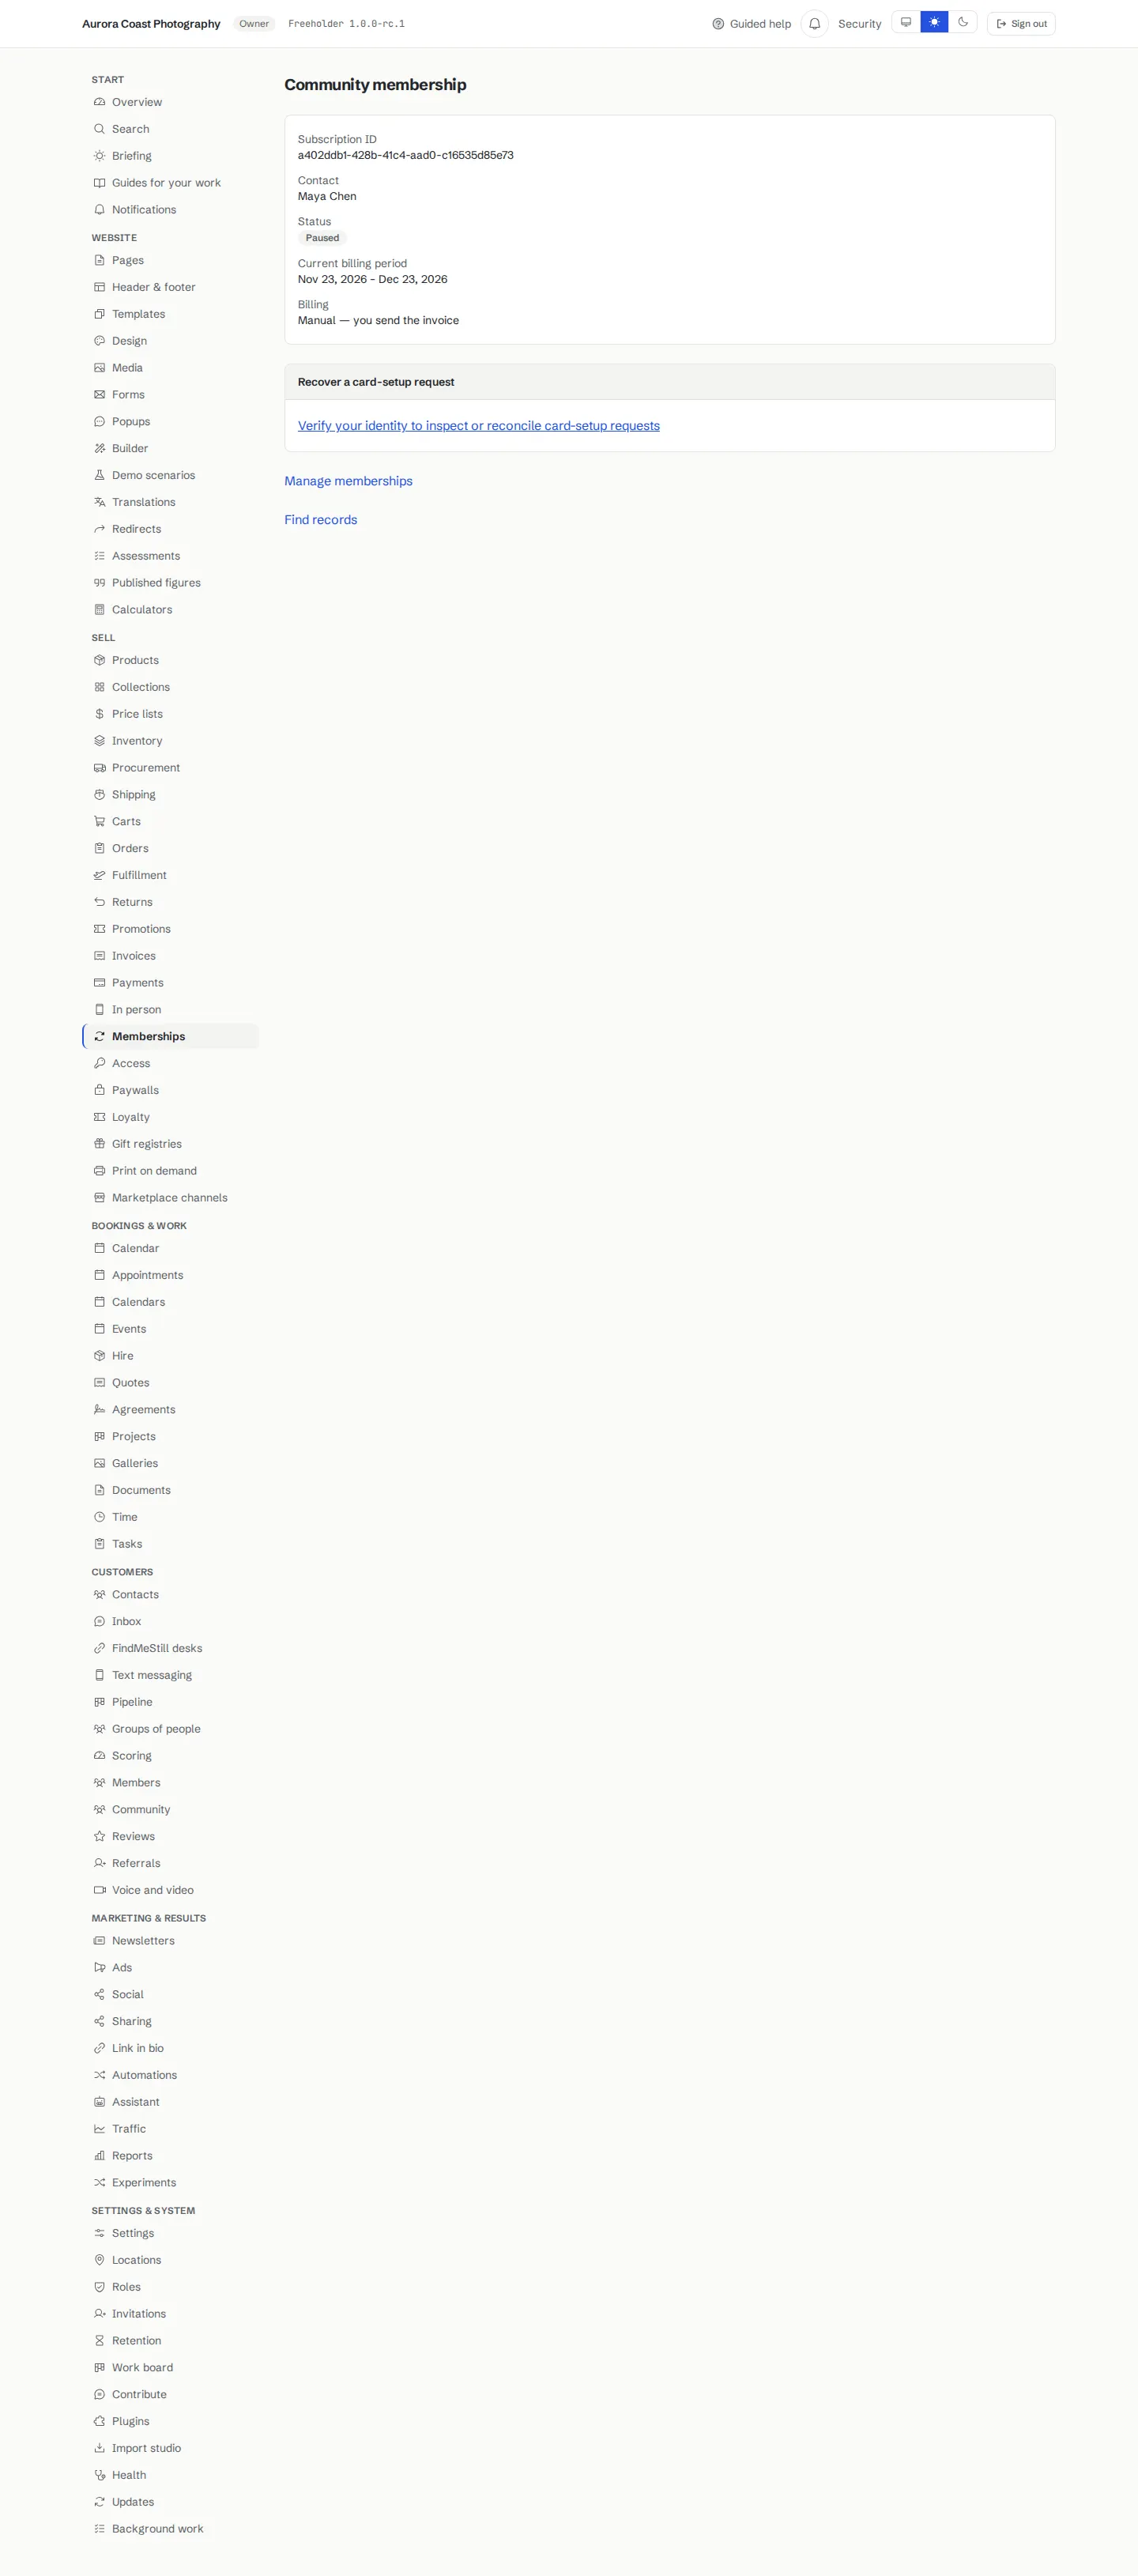 Aurora Coast Photography Owner Freeholder 1.0.0-rc.1 Guided help Security Sign out
START
Overview
Search
Briefing
Guides for your work
Notifications
WEBSITE
Pages
Header & footer
Templates
Design
Media
Forms
Popups
Builder
Demo scenarios
Translations
Redirects
Assessments
Published figures
Calculators
SELL
Products
Collections
Price lists
Inventory
Procurement
Shipping
Carts
Orders
Fulfillment
Returns
Promotions
Invoices
Payments
In person
Memberships
Access
Paywalls
Loyalty
Gift registries
Print on demand
Marketplace channels
BOOKINGS & WORK
Calendar
Appointments
Calendars
Events
Hire
Quotes
Agreements
Projects
Galleries
Documents
Time
Tasks
CUSTOMERS
Contacts
Inbox
FindMeStill desks
Text messaging
Pipeline
Groups of people
Scoring
Members
Community
Reviews
Referrals
Voice and video
MARKETING & RESULTS
Newsletters
Ads
Social
Sharing
Link in bio
Automations
Assistant
Traffic
Reports
Experiments
SETTINGS & SYSTEM
Settings
Locations
Roles
Invitations
Retention
Work board
Contribute
Plugins
Import studio
Health
Updates
Background work
Community membership
Subscription ID
a402ddb1-428b-41c4-aad0-c16535d85e73
Contact
Maya Chen
Status
Paused
Current billing period
Nov 23, 2026 – Dec 23, 2026
Billing
Manual — you send the invoice
Recover a card-setup request
Verify your identity to inspect or reconcile card-setup requests
Manage memberships
Find records